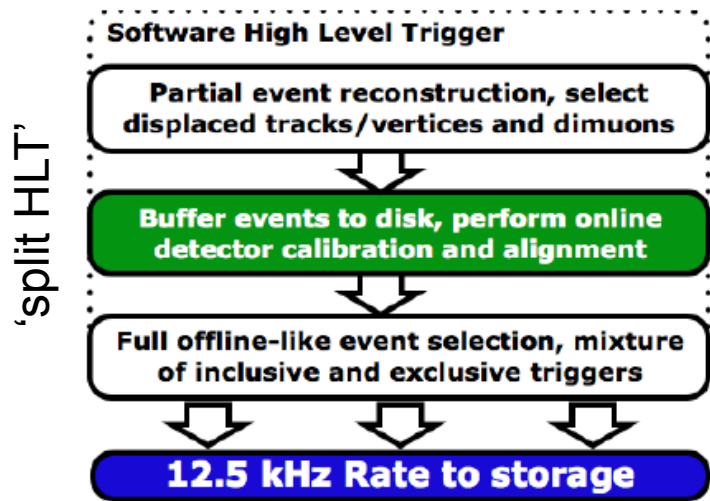 Software High Level Trigger
Partial event reconstruction, select
displaced tracks/vertices and dimuons
‘split HLT’
Buffer events to disk, perform online
detector calibration and alignment
Full offline-like event selection, mixture
of inclusive and exclusive triggers
12.5 kHz Rate to storage